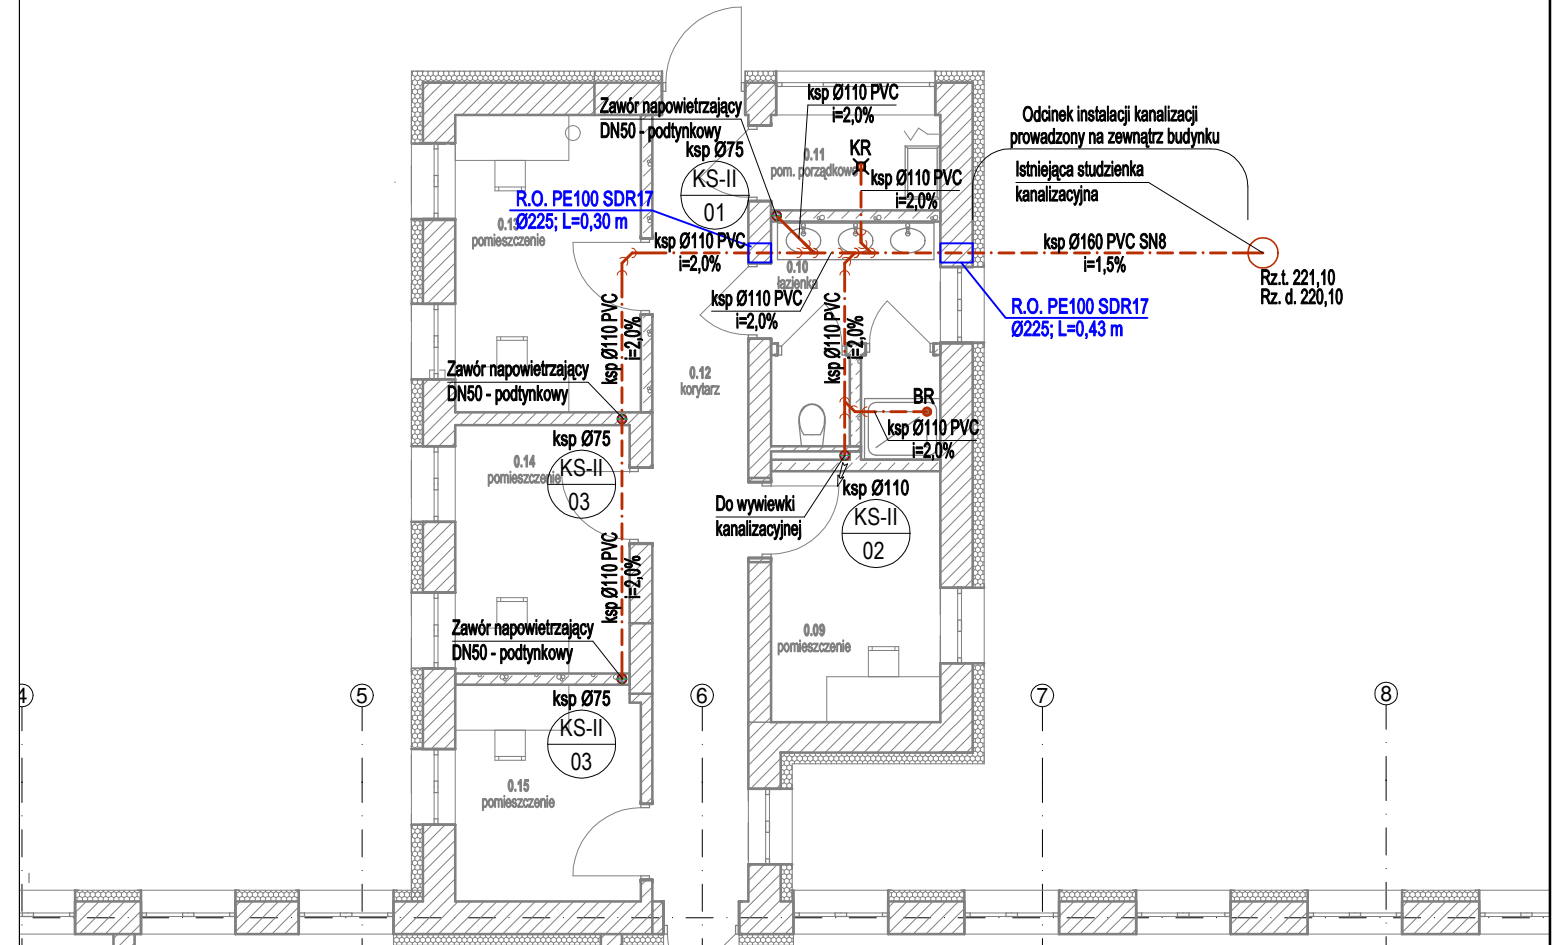 Zawór napowietrzający
DN50 - podtynkowy
ksp Ø75
KS-II
01
ksp Ø110 PVC
i=2,0%
KR
0.11
pom. porządkowe
ksp Ø110 PVC
i=2,0%
Odcinek instalacji kanalizacji
prowadzony na zewnątrz budynku
Istniejąca studzienka
kanalizacyjna
R.O. PE100 SDR17
Ø225; L=0,30 m
0.13
pomieszczenie
ksp Ø110 PVC
i=2,0%
ksp Ø160 PVC SN8
i=1,5%
Rz.t. 221,10
Rz. d. 220,10
0.10
łazienka
ksp Ø110 PVC
i=2,0%
R.O. PE100 SDR17
Ø225; L=0,43 m
ksp Ø110 PVC
i=2,0%
ksp Ø110 PVC
i=2,0%
Zawór napowietrzający
DN50 - podtynkowy
0.12
korytarz
BR
ksp Ø110 PVC
i=2,0%
ksp Ø75
KS-II
03
0.14
pomieszczenie
Do wywiewki
kanalizacyjnej
ksp Ø110
KS-II
02
ksp Ø110 PVC
i=2,0%
Zawór napowietrzający
DN50 - podtynkowy
0.09
pomieszczenie
ksp Ø75
KS-II
03
0.15
pomieszczenie
4
5
6
7
8